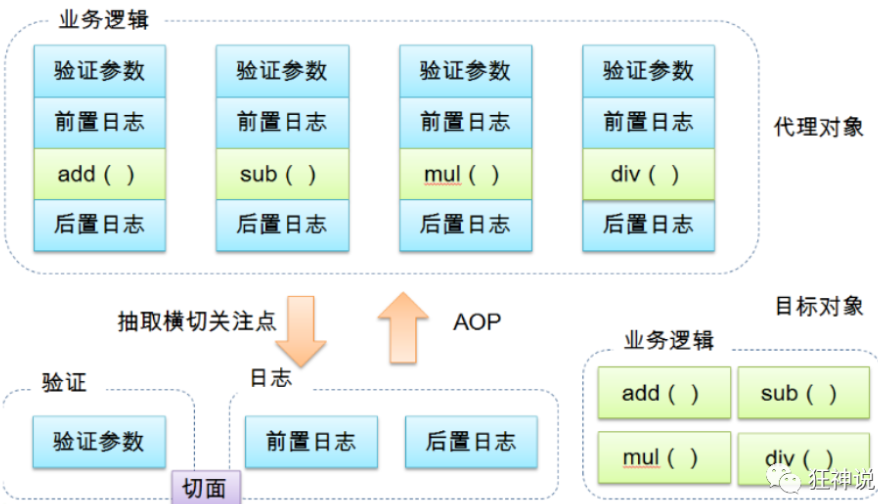 业务逻辑
验证参数 验证参数 验证参数 验证参数
前置日志 前置日志 前置日志 前置日志
代理对象
add（ ） sub（ ） mul（ ） div（ ）
后置日志 后置日志 后置日志 后置日志
抽取横切关注点 AOP
目标对象
业务逻辑
验证 日志
add（ ） sub（ ）
验证参数 前置日志 后置日志
mul（ ） div（ ）
切面
狂神说